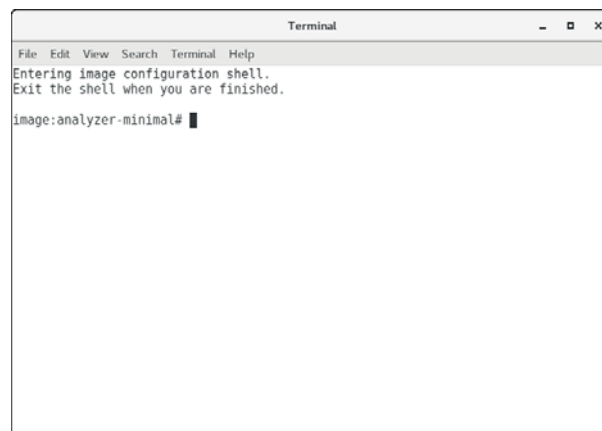 Terminal
File Edit View Search Terminal Help
Entering image configuration shell.
Exit the shell when you are finished.
image:analyzer-minimal#